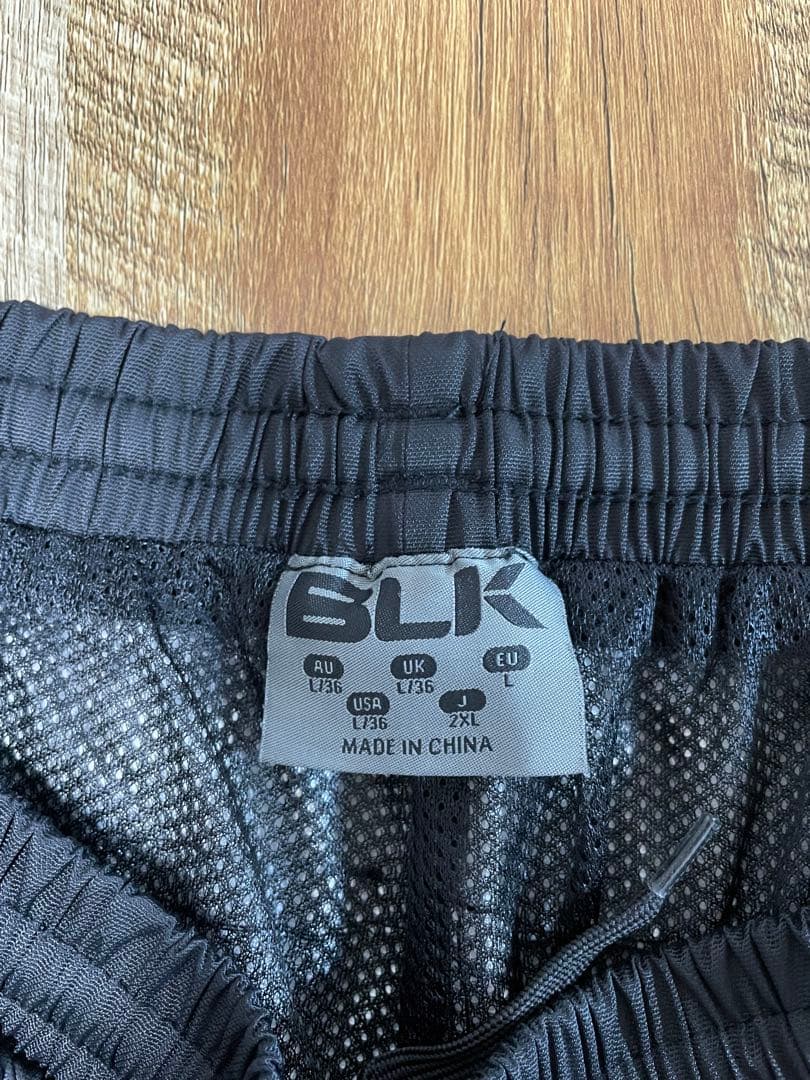 BLK
AU UK EU
L/36 L/36 L
USA J
L/36 2XL
MADE IN CHINA